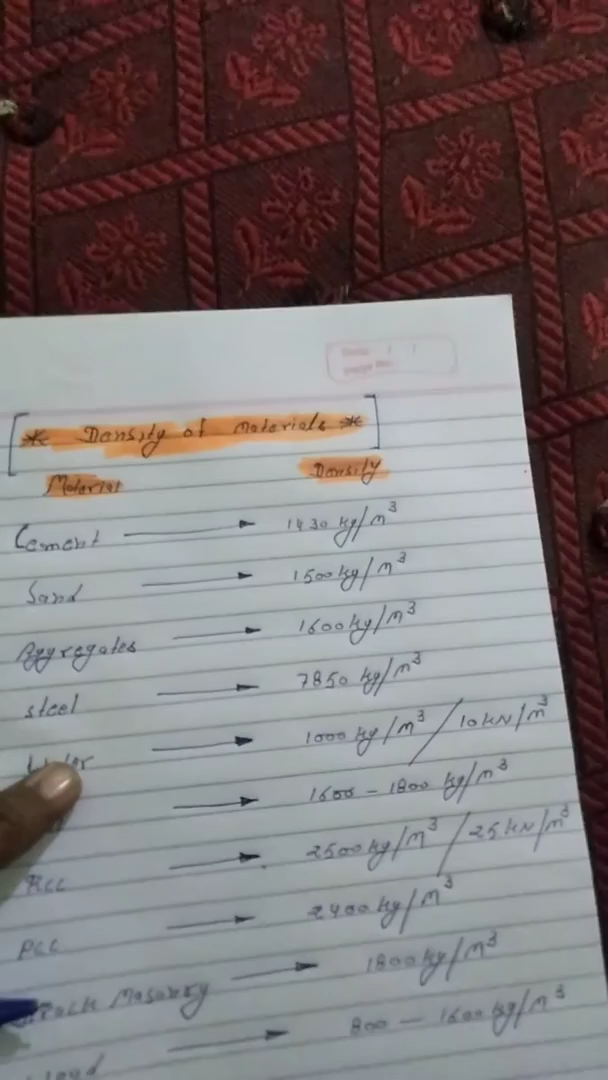 * Density of Materials *
Material Density
Cement → 1430 kg/m³
Sand → 1500 kg/m³
Aggregates → 1600 kg/m³
Steel → 7850 kg/m³
→ 1000 kg/m³ / 10 kN/m³
→ 1600 – 1800 kg/m³
RCC → 2500 kg/m³ / 25 kN/m³
PCC → 2400 kg/m³
Masonry → 1800 kg/m³
→ 800 – 1600 kg/m³